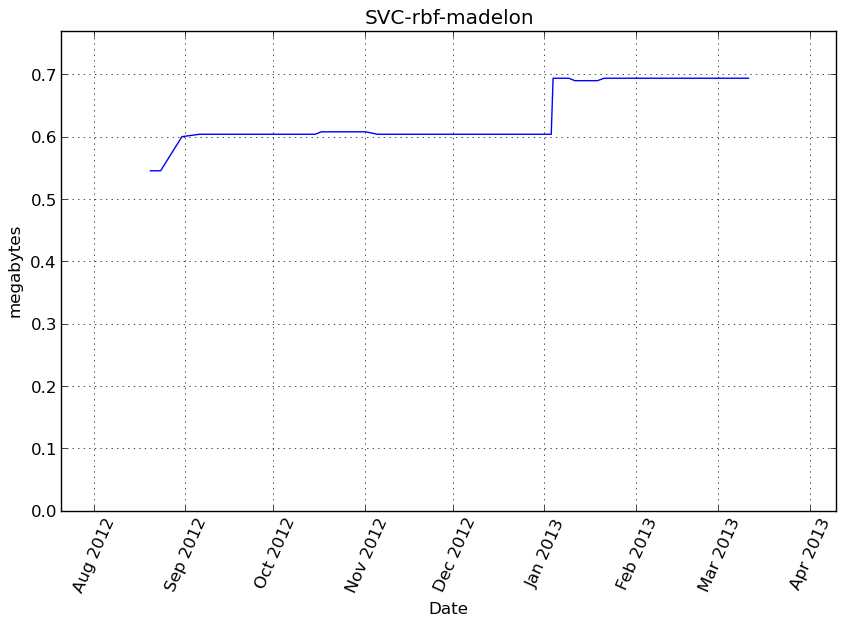 SVC-rbf-madelon
0.7
0.6
0.5
0.4
0.3
0.2
0.1
0.0
megabytes
Aug 2012
Sep 2012
Oct 2012
Nov 2012
Dec 2012
Jan 2013
Feb 2013
Mar 2013
Apr 2013
Date